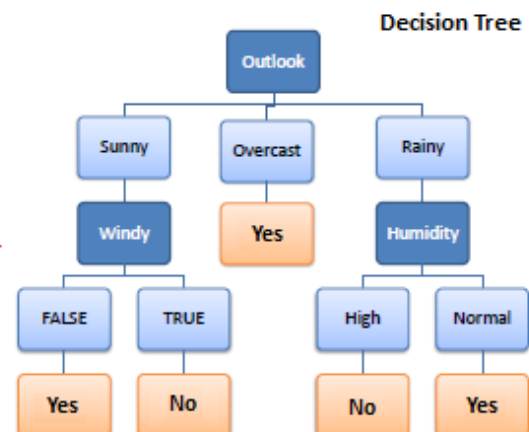 Decision Tree
Outlook
Sunny Overcast Rainy
Windy Yes Humidity
FALSE TRUE High Normal
Yes No No Yes